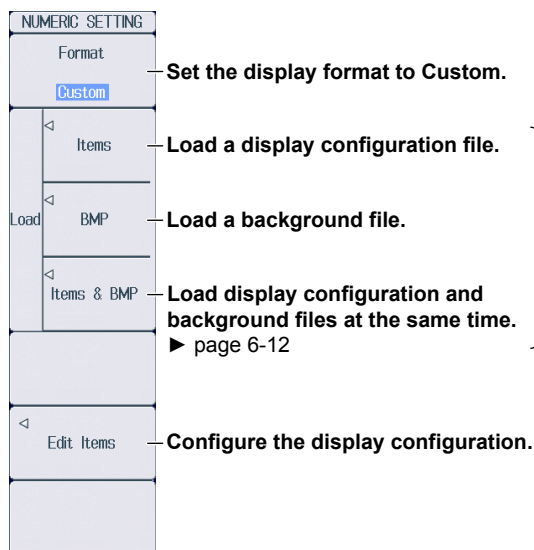 NUMERIC SETTING
Format
Custom
Set the display format to Custom.
Items
Load a display configuration file.
Load
BMP
Load a background file.
Items & BMP
Load display configuration and
background files at the same time.
► page 6-12
Edit Items
Configure the display configuration.